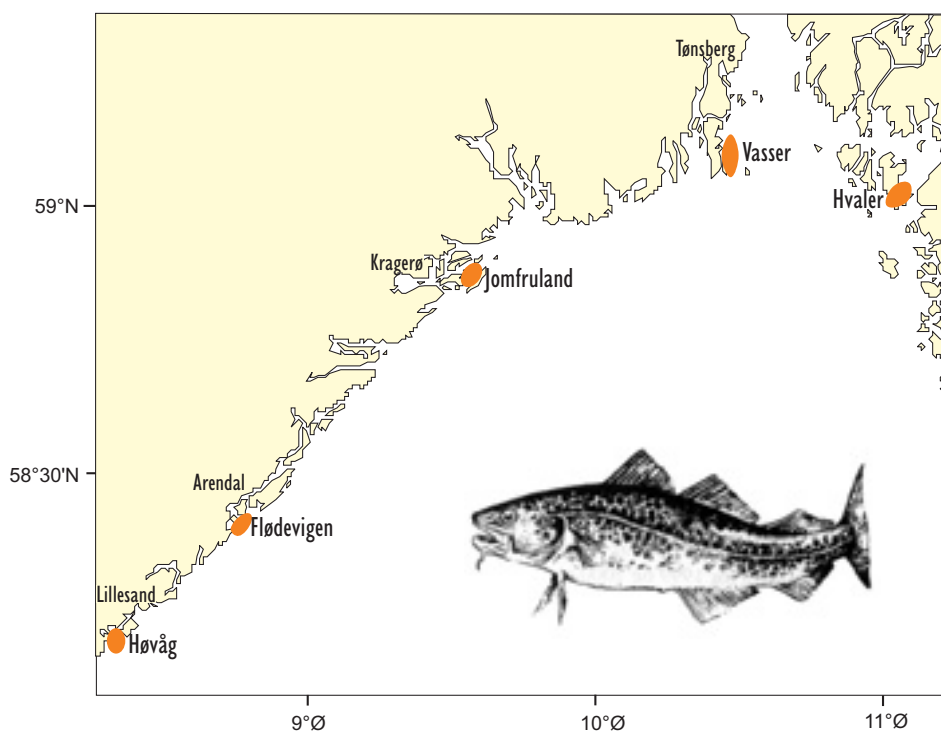 Tønsberg
Vasser
Hvaler
59°N
Kragerø
Jomfruland
58°30'N
Arendal
Flødevigen
Lillesand
Høvåg
9°Ø
10°Ø
11°Ø